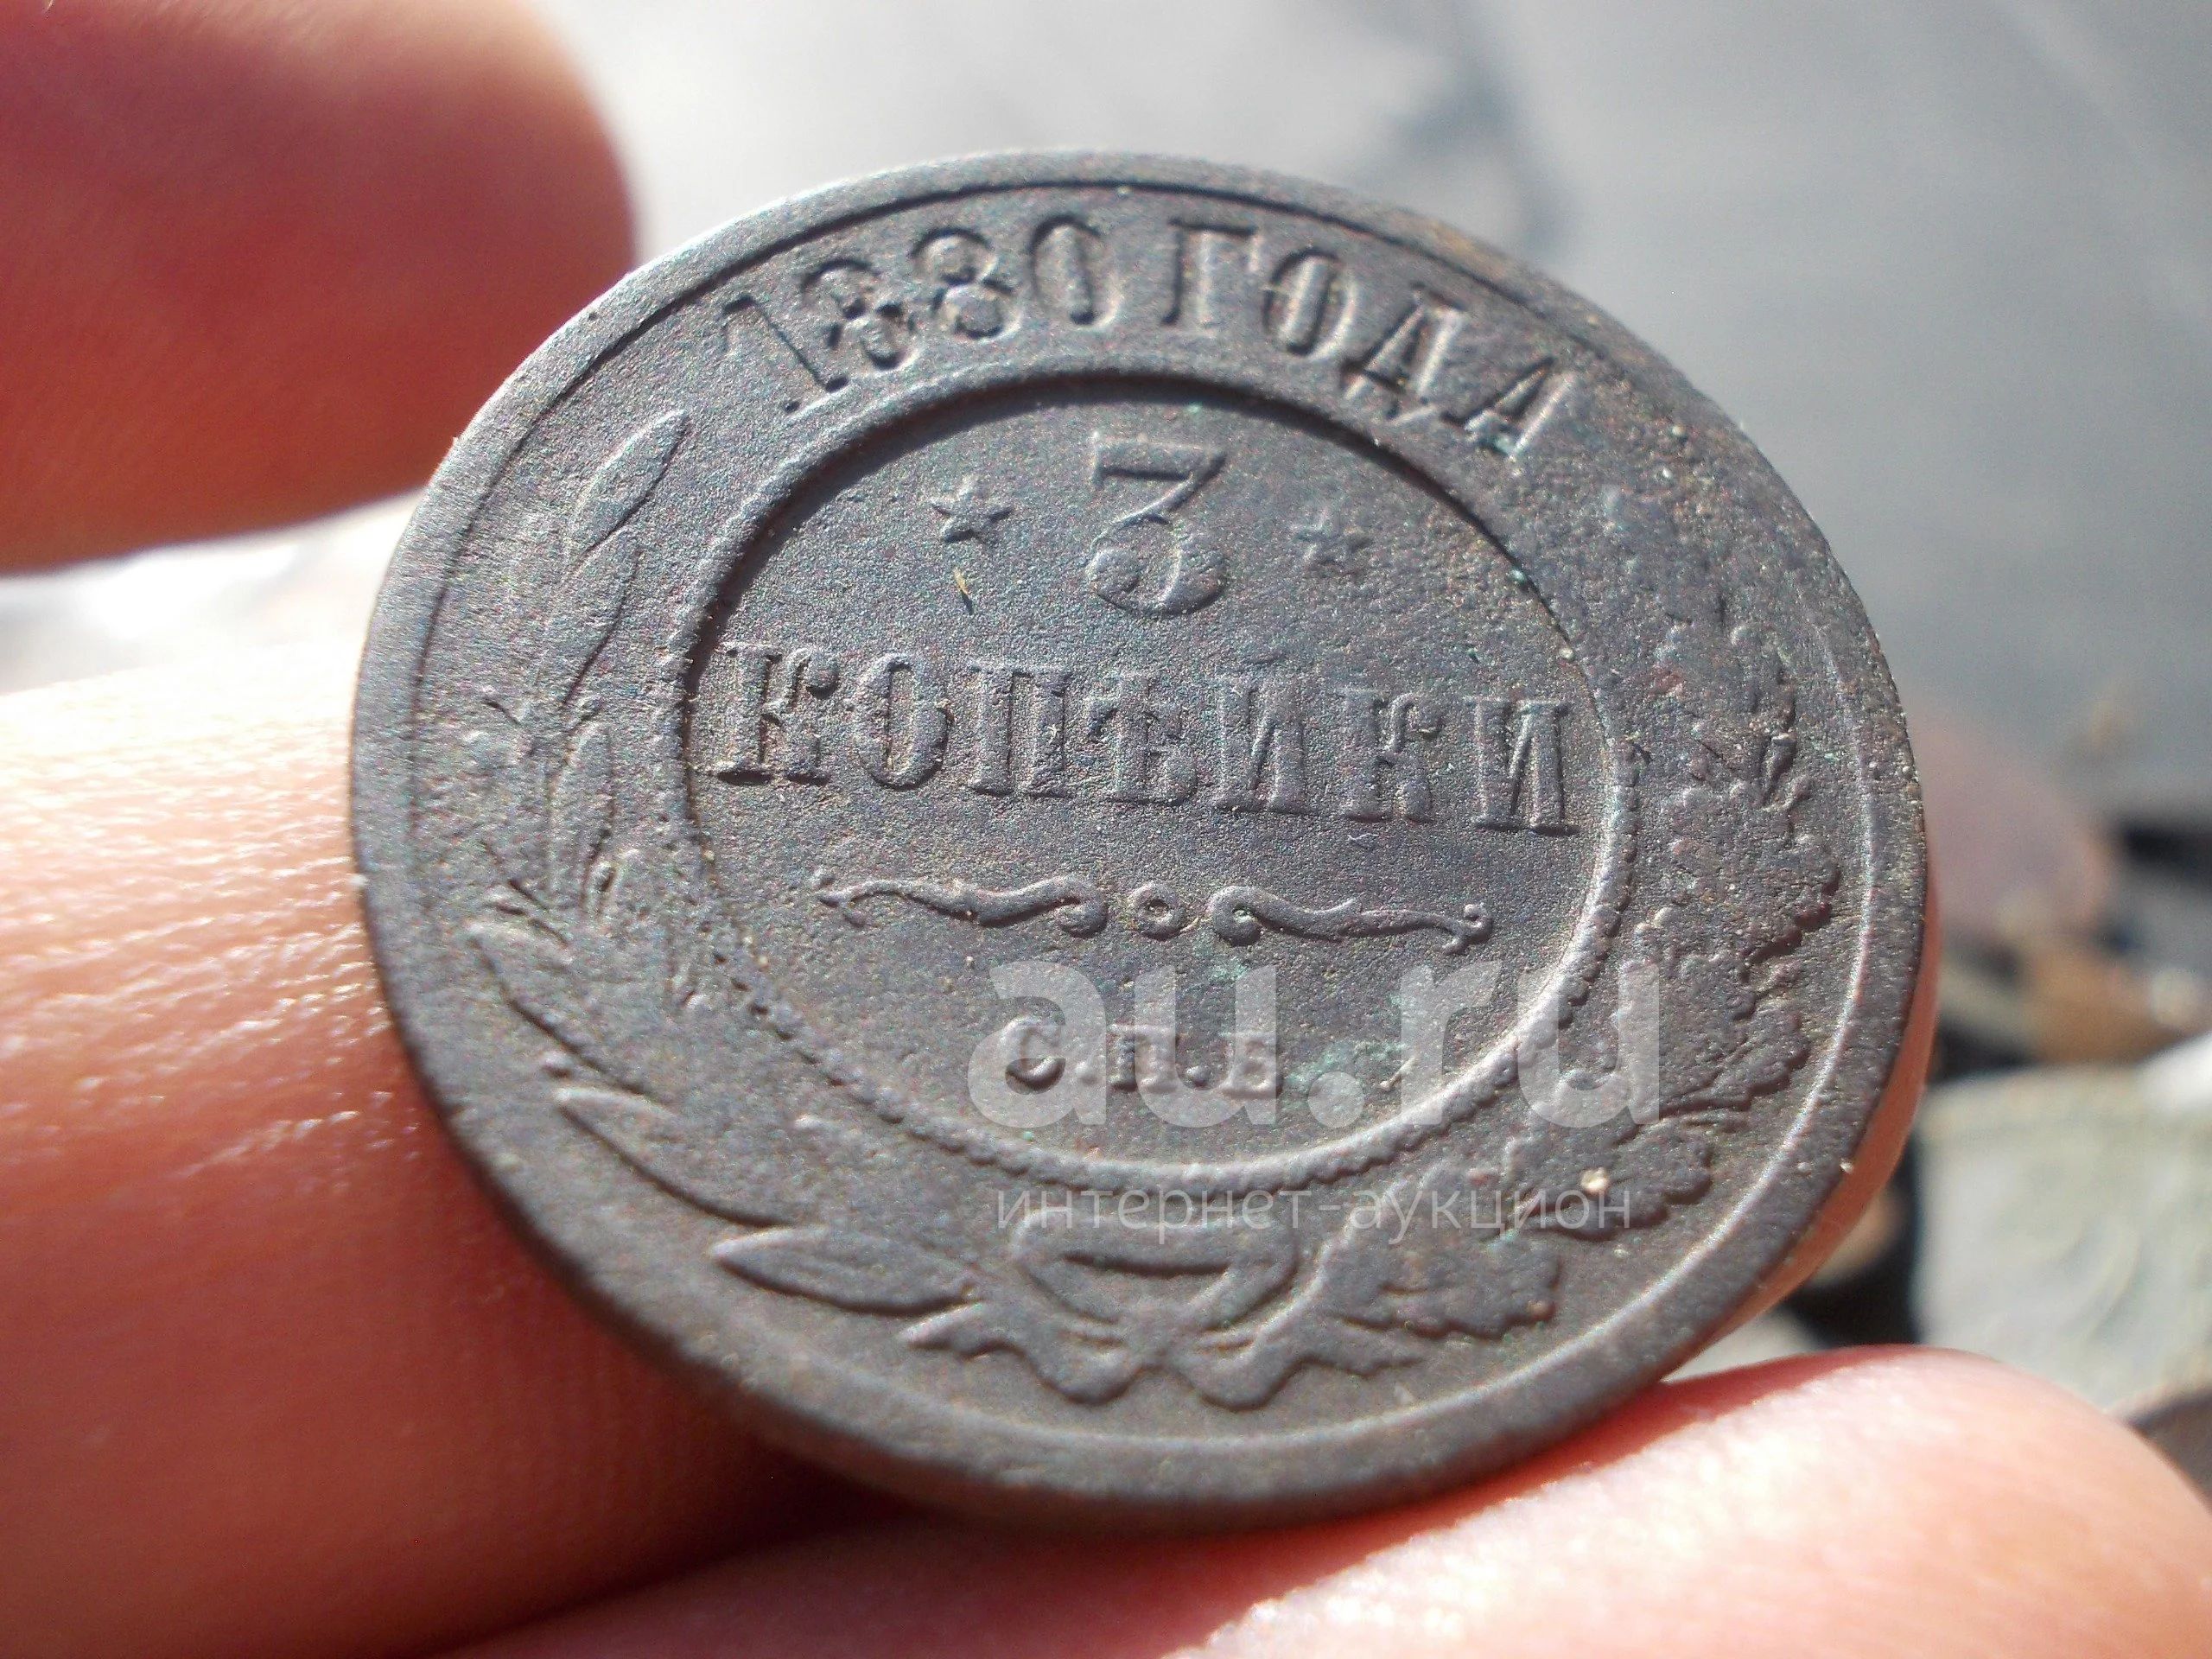 1880 ГОДА
3
КОПѢЙКИ
С.П.Б.
au.ru
интернет-аукцион